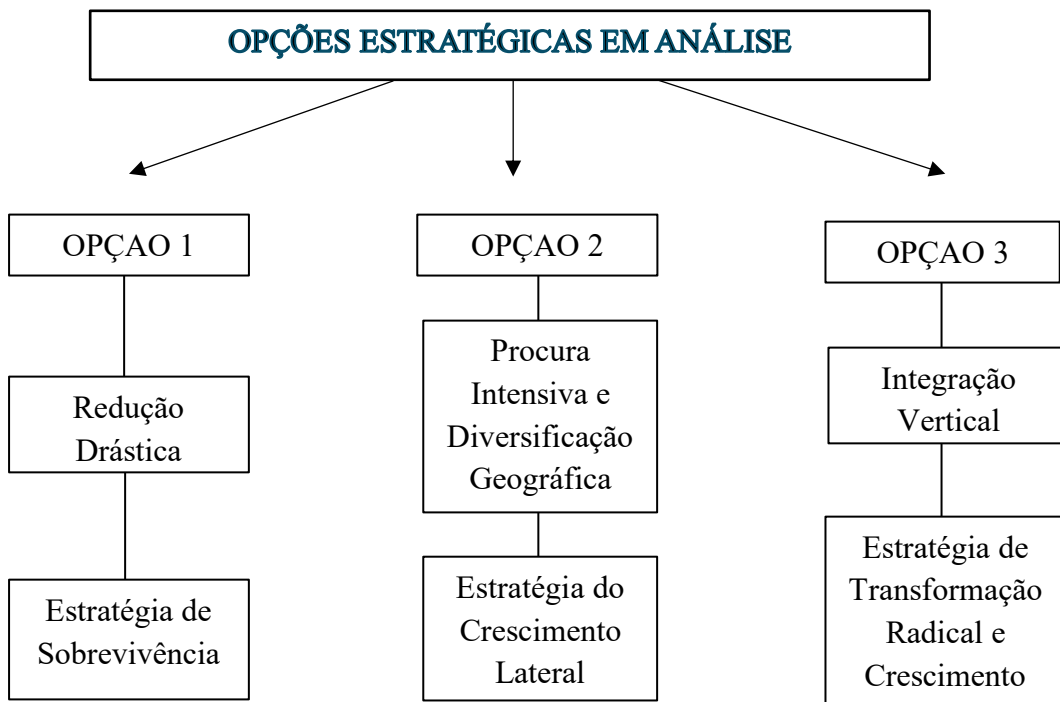 OPÇÕES ESTRATÉGICAS EM ANÁLISE
OPÇAO 1
Redução
Drástica
Estratégia de
Sobrevivência
OPÇAO 2
Procura
Intensiva e
Diversificação
Geográfica
Estratégia do
Crescimento
Lateral
OPÇAO 3
Integração
Vertical
Estratégia de
Transformação
Radical e
Crescimento